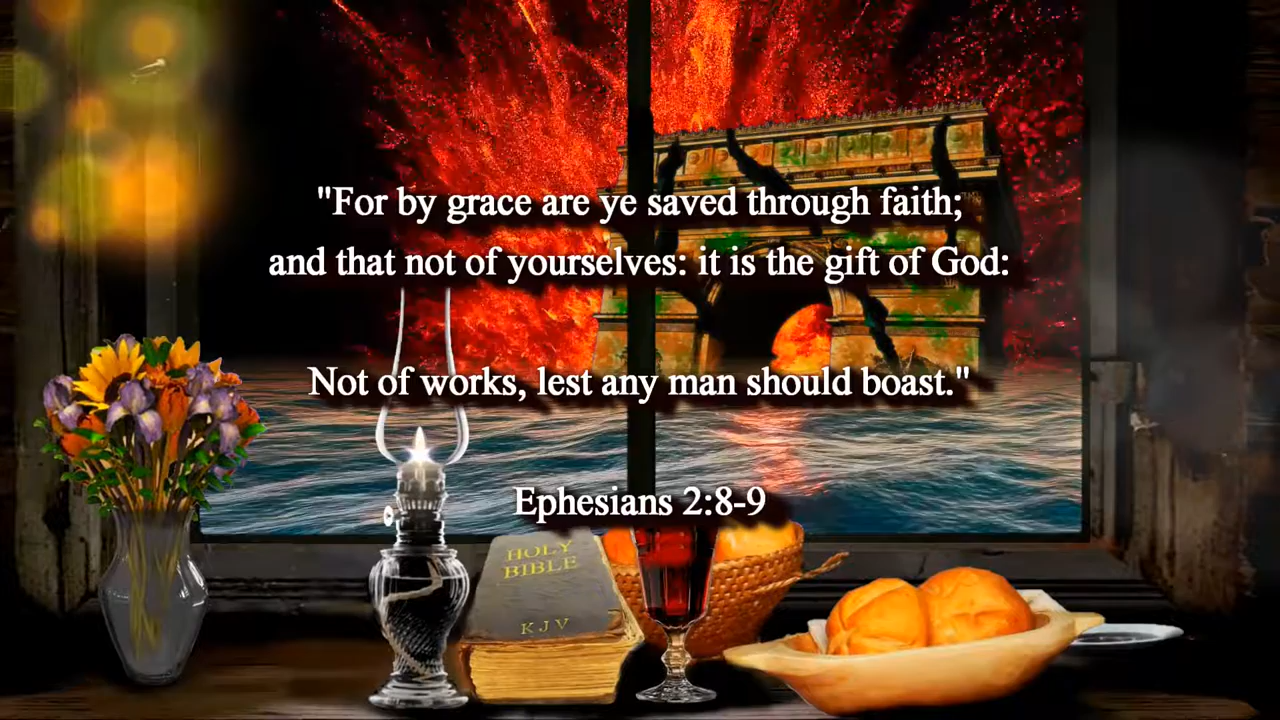 "For by grace are ye saved through faith;
and that not of yourselves: it is the gift of God:
Not of works, lest any man should boast."
Ephesians 2:8-9
HOLY
BIBLE
KJV